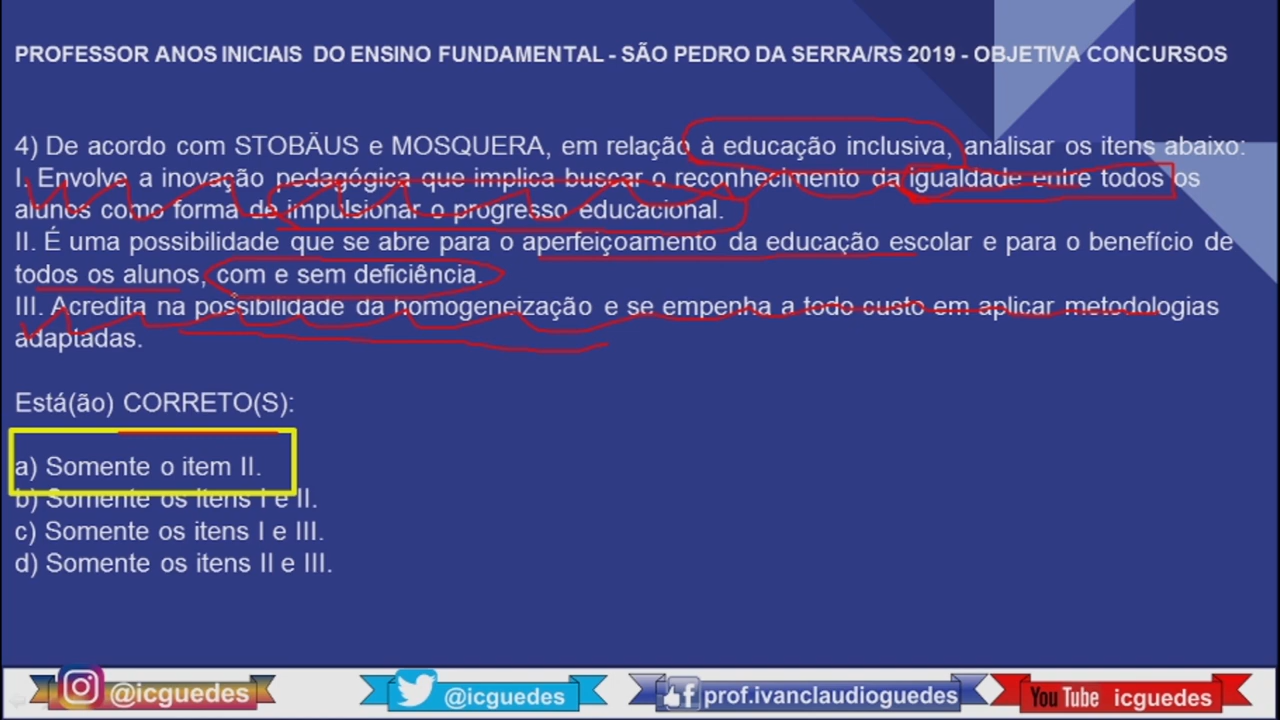 PROFESSOR ANOS INICIAIS DO ENSINO FUNDAMENTAL - SÃO PEDRO DA SERRA/RS 2019 - OBJETIVA CONCURSOS
4) De acordo com STOBÄUS e MOSQUERA, em relação à educação inclusiva, analisar os itens abaixo:
I. Envolve a inovação pedagógica que implica buscar o reconhecimento da igualdade entre todos os
alunos como forma de impulsionar o progresso educacional.
II. É uma possibilidade que se abre para o aperfeiçoamento da educação escolar e para o benefício de
todos os alunos, com e sem deficiência.
III. Acredita na possibilidade da homogeneização e se empenha a todo custo em aplicar metodologias
adaptadas.
Está(ão) CORRETO(S):
a) Somente o item II.
b) Somente os itens I e II.
c) Somente os itens I e III.
d) Somente os itens II e III.
@icguedes @icguedes prof.ivanclaudioguedes You Tube icguedes